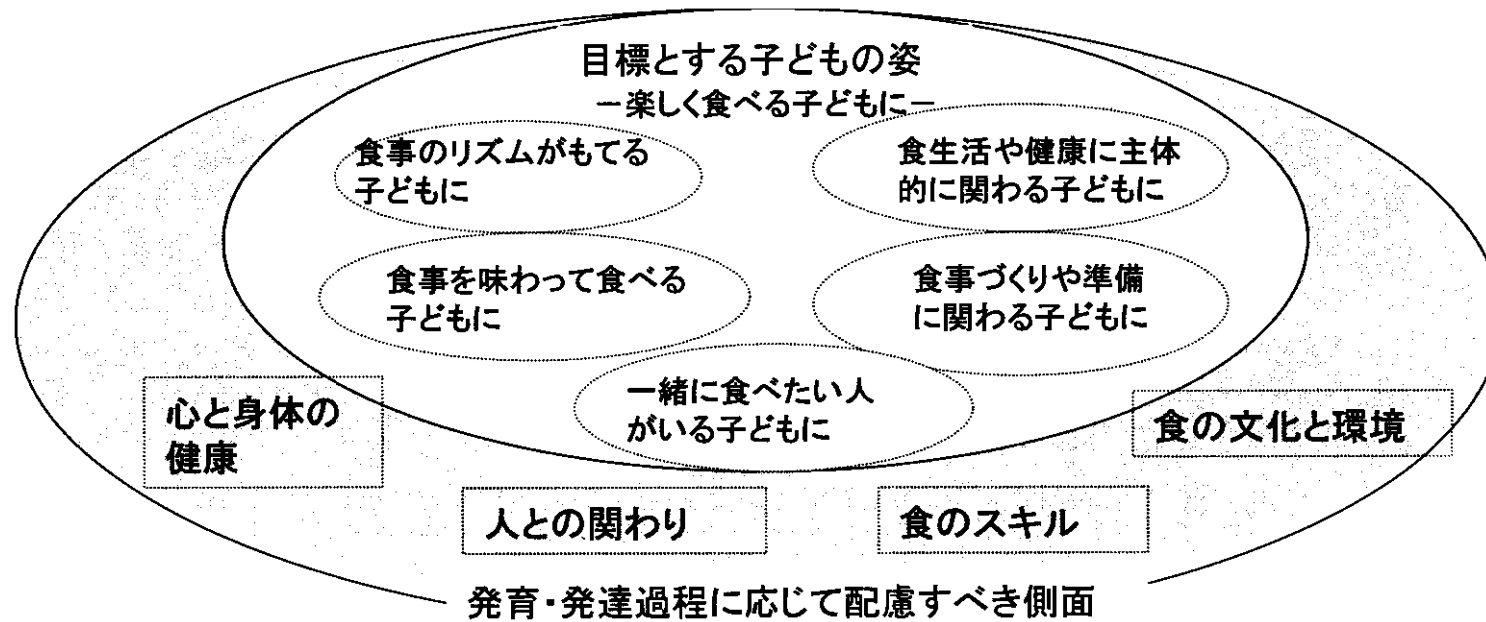 目標とする子どもの姿
－楽しく食べる子どもに－
食事のリズムがもてる
子どもに
食生活や健康に主体
的に関わる子どもに
食事を味わって食べる
子どもに
食事づくりや準備
に関わる子どもに
一緒に食べたい人
がいる子どもに
心と身体の
健康
人との関わり
食のスキル
食の文化と環境
発育・発達過程に応じて配慮すべき側面